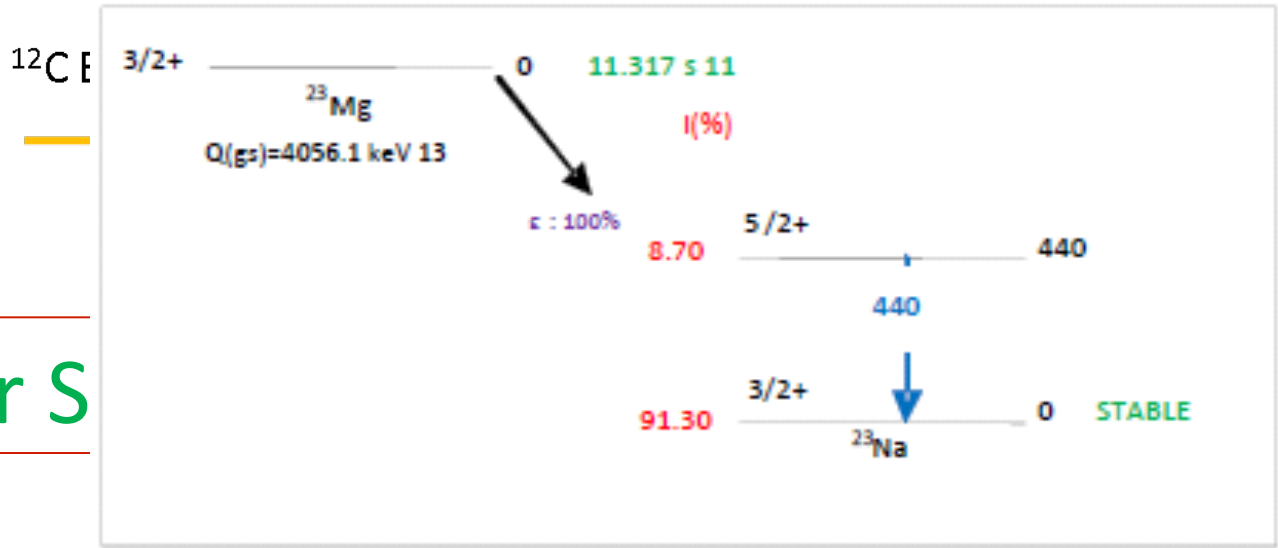 ¹²C E
3/2+ 0 11.317 s 11
²³Mg
I(%)
Q(gs)=4056.1 keV 13
ε : 100%
5/2+
8.70 440
440
3/2+
91.30 0 STABLE
²³Na
r S